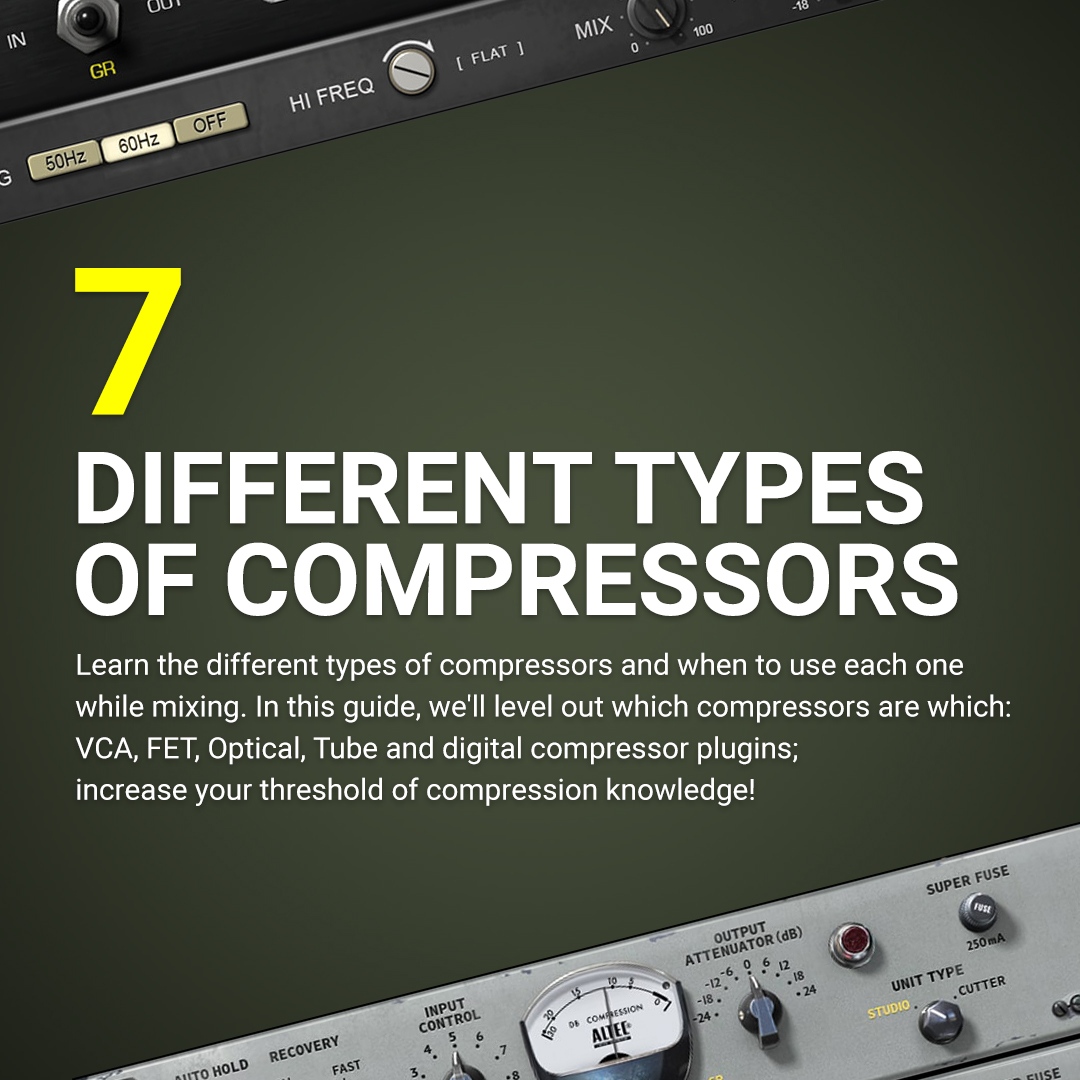 IN
OUT
GR
MIX
0
100
-18
HI FREQ
[ FLAT ]
50Hz
60Hz
OFF
G
7
DIFFERENT TYPES
OF COMPRESSORS
Learn the different types of compressors and when to use each one
while mixing. In this guide, we'll level out which compressors are which:
VCA, FET, Optical, Tube and digital compressor plugins;
increase your threshold of compression knowledge!
SUPER FUSE
FUSE
250mA
OUTPUT
ATTENUATOR (dB)
-24 -18 -12 -6 0 6 12 18 24
UNIT TYPE
STUDIO
CUTTER
INPUT
CONTROL
3 4 5 6 7 8
20 15 10 5 0
DB COMPRESSION
ALTEC
AUTO HOLD
RECOVERY
FAST
GR
FUSE